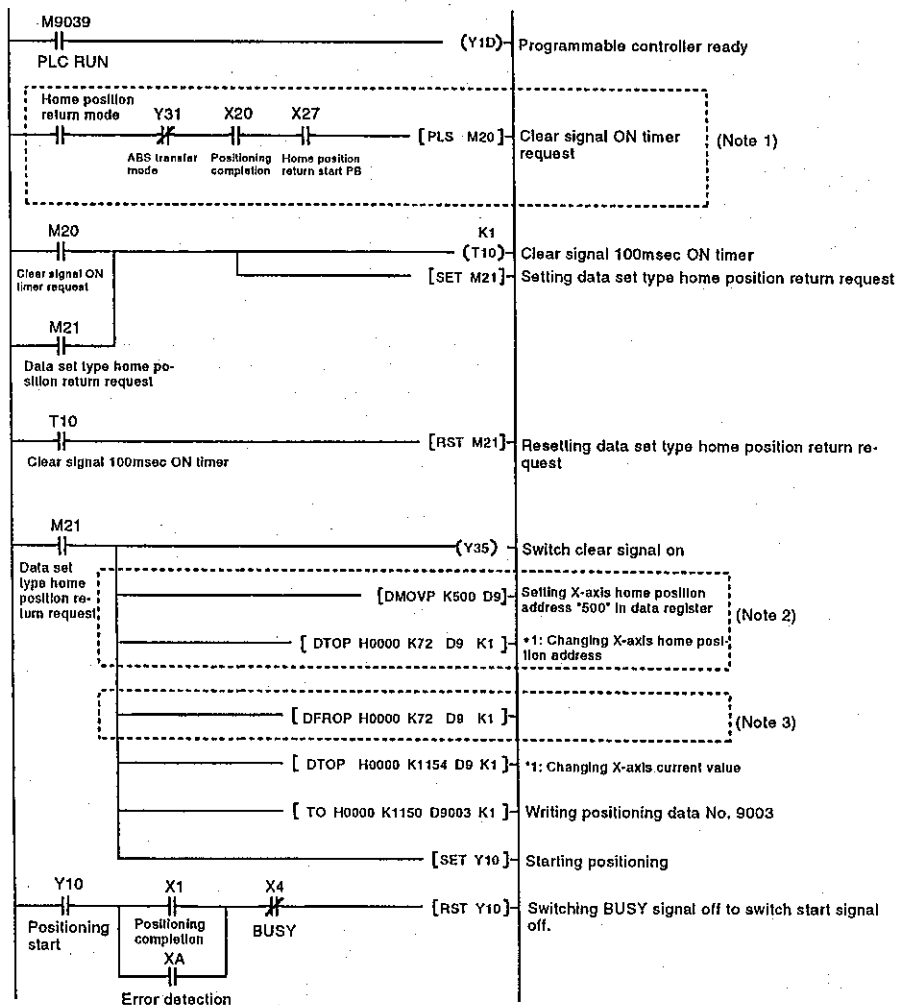 M9039
(Y1D)
Programmable controller ready
PLC RUN
Home position
return mode
Y31
X20
X27
[PLS M20]
Clear signal ON timer
request
(Note 1)
ABS transfer
mode
Positioning
completion
Home position
return start PB
M20
K1
(T10)
Clear signal 100msec ON timer
Clear signal ON
timer request
[SET M21]
Setting data set type home position return request
M21
Data set type home po-
sition return request
T10
[RST M21]
Resetting data set type home position return re-
quest
Clear signal 100msec ON timer
M21
(Y35)
Switch clear signal on
Data set
type home
position re-
turn request
[DMOVP K500 D9]
Setting X-axis home position
address "500" in data register
(Note 2)
[ DTOP H0000 K72 D9 K1 ]
*1: Changing X-axis home posi-
tion address
[ DFROP H0000 K72 D9 K1 ]
(Note 3)
[ DTOP H0000 K1154 D9 K1 ]
*1: Changing X-axis current value
[ TO H0000 K1150 D9003 K1 ]
Writing positioning data No. 9003
[SET Y10]
Starting positioning
Y10
X1
X4
[RST Y10]
Switching BUSY signal off to switch start signal
off.
Positioning
start
Positioning
completion
BUSY
XA
Error detection